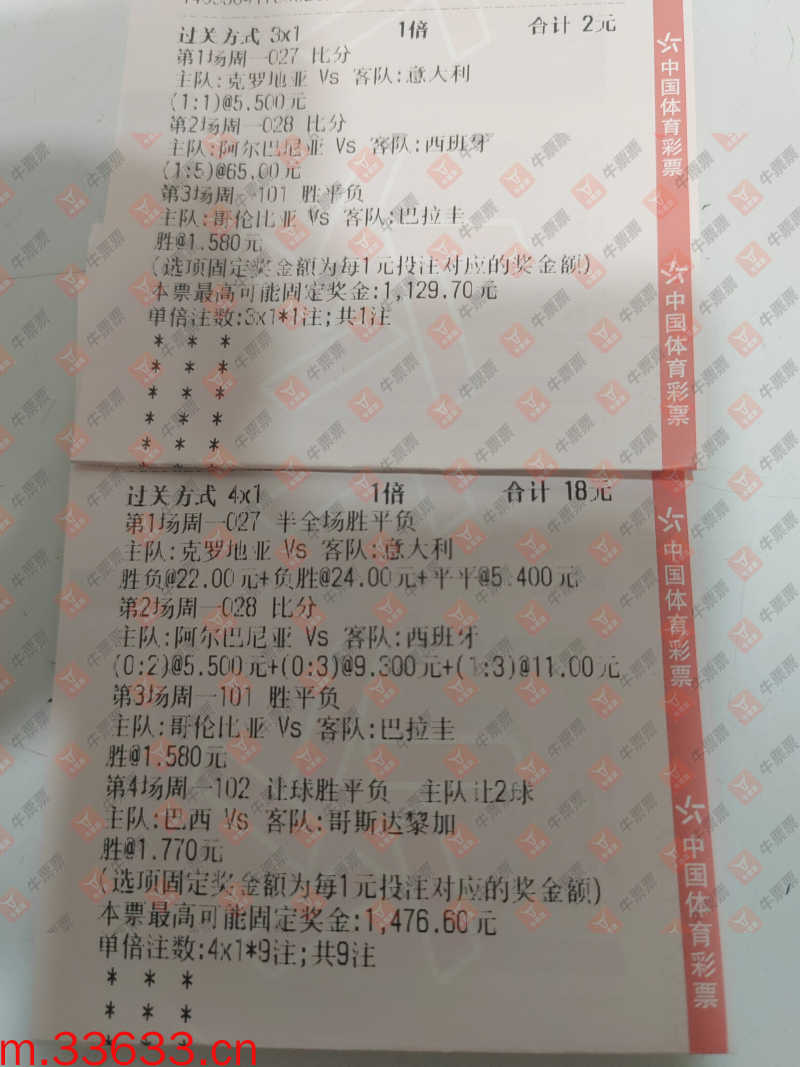 过关方式 3x1 1倍 合计 2元
第1场周一027 比分
主队:克罗地亚 Vs 客队:意大利
(1:1)@5.500元
第2场周一028 比分
主队:阿尔巴尼亚 Vs 客队:西班牙
(1:5)@65.00元
第3场周一101 胜平负
主队:哥伦比亚 Vs 客队:巴拉圭
胜@1.580元
(选项固定奖金额为每1元投注对应的奖金额)
本票最高可能固定奖金:1,129.70元
单倍注数:3x1*1注;共1注
* * *
* * *
* * *
* * *
* * *
中国体育彩票
中国体育彩票
过关方式 4x1 1倍 合计 18元
第1场周一027 半全场胜平负
主队:克罗地亚 Vs 客队:意大利
胜负@22.00元+负胜@24.00元+平平@5.400元
第2场周一028 比分
主队:阿尔巴尼亚 Vs 客队:西班牙
(0:2)@5.500元+(0:3)@9.300元+(1:3)@11.00元
第3场周一101 胜平负
主队:哥伦比亚 Vs 客队:巴拉圭
胜@1.580元
第4场周一102 让球胜平负 主队让2球
主队:巴西 Vs 客队:哥斯达黎加
胜@1.770元
(选项固定奖金额为每1元投注对应的奖金额)
本票最高可能固定奖金:1,476.60元
单倍注数:4x1*9注;共9注
* * *
* * *
* * *
中国体育彩票
中国体育彩票
牛票票
m.33633.cn